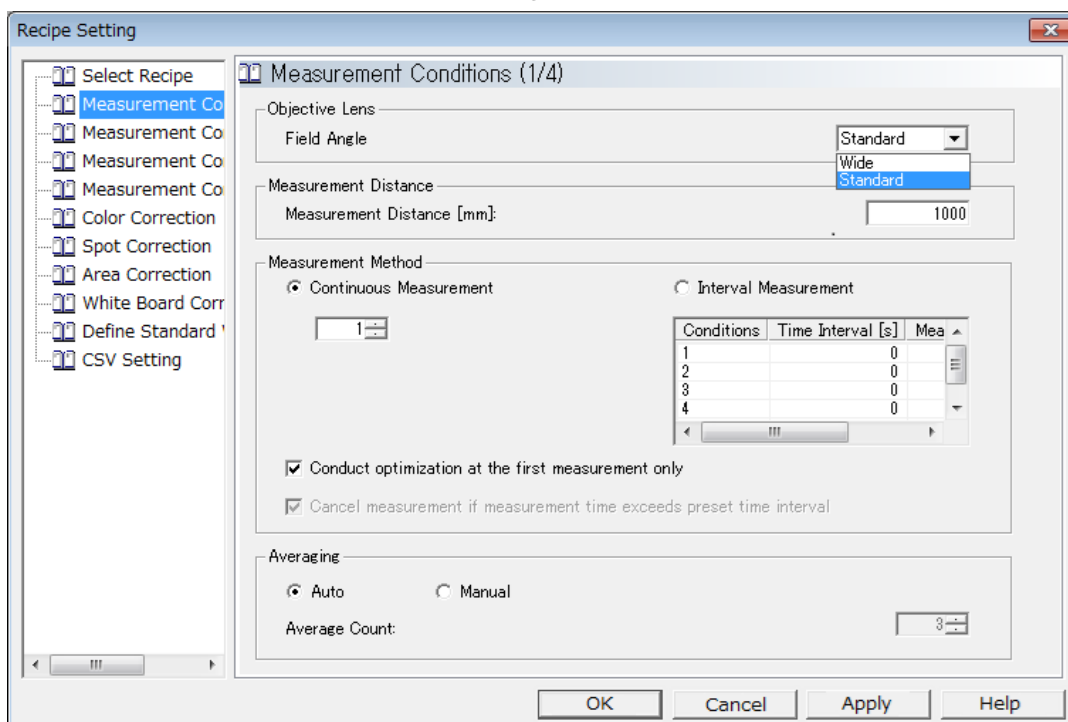 Recipe Setting
Select Recipe
Measurement Co
Measurement Co
Measurement Co
Measurement Co
Color Correction
Spot Correction
Area Correction
White Board Corr
Define Standard
CSV Setting
Measurement Conditions (1/4)
Objective Lens
Field Angle
Standard
Wide
Standard
Measurement Distance
Measurement Distance [mm]:
1000
Measurement Method
Continuous Measurement
Interval Measurement
1
Conditions Time Interval [s] Mea
1 0
2 0
3 0
4 0
Conduct optimization at the first measurement only
Cancel measurement if measurement time exceeds preset time interval
Averaging
Auto Manual
Average Count:
3
OK Cancel Apply Help